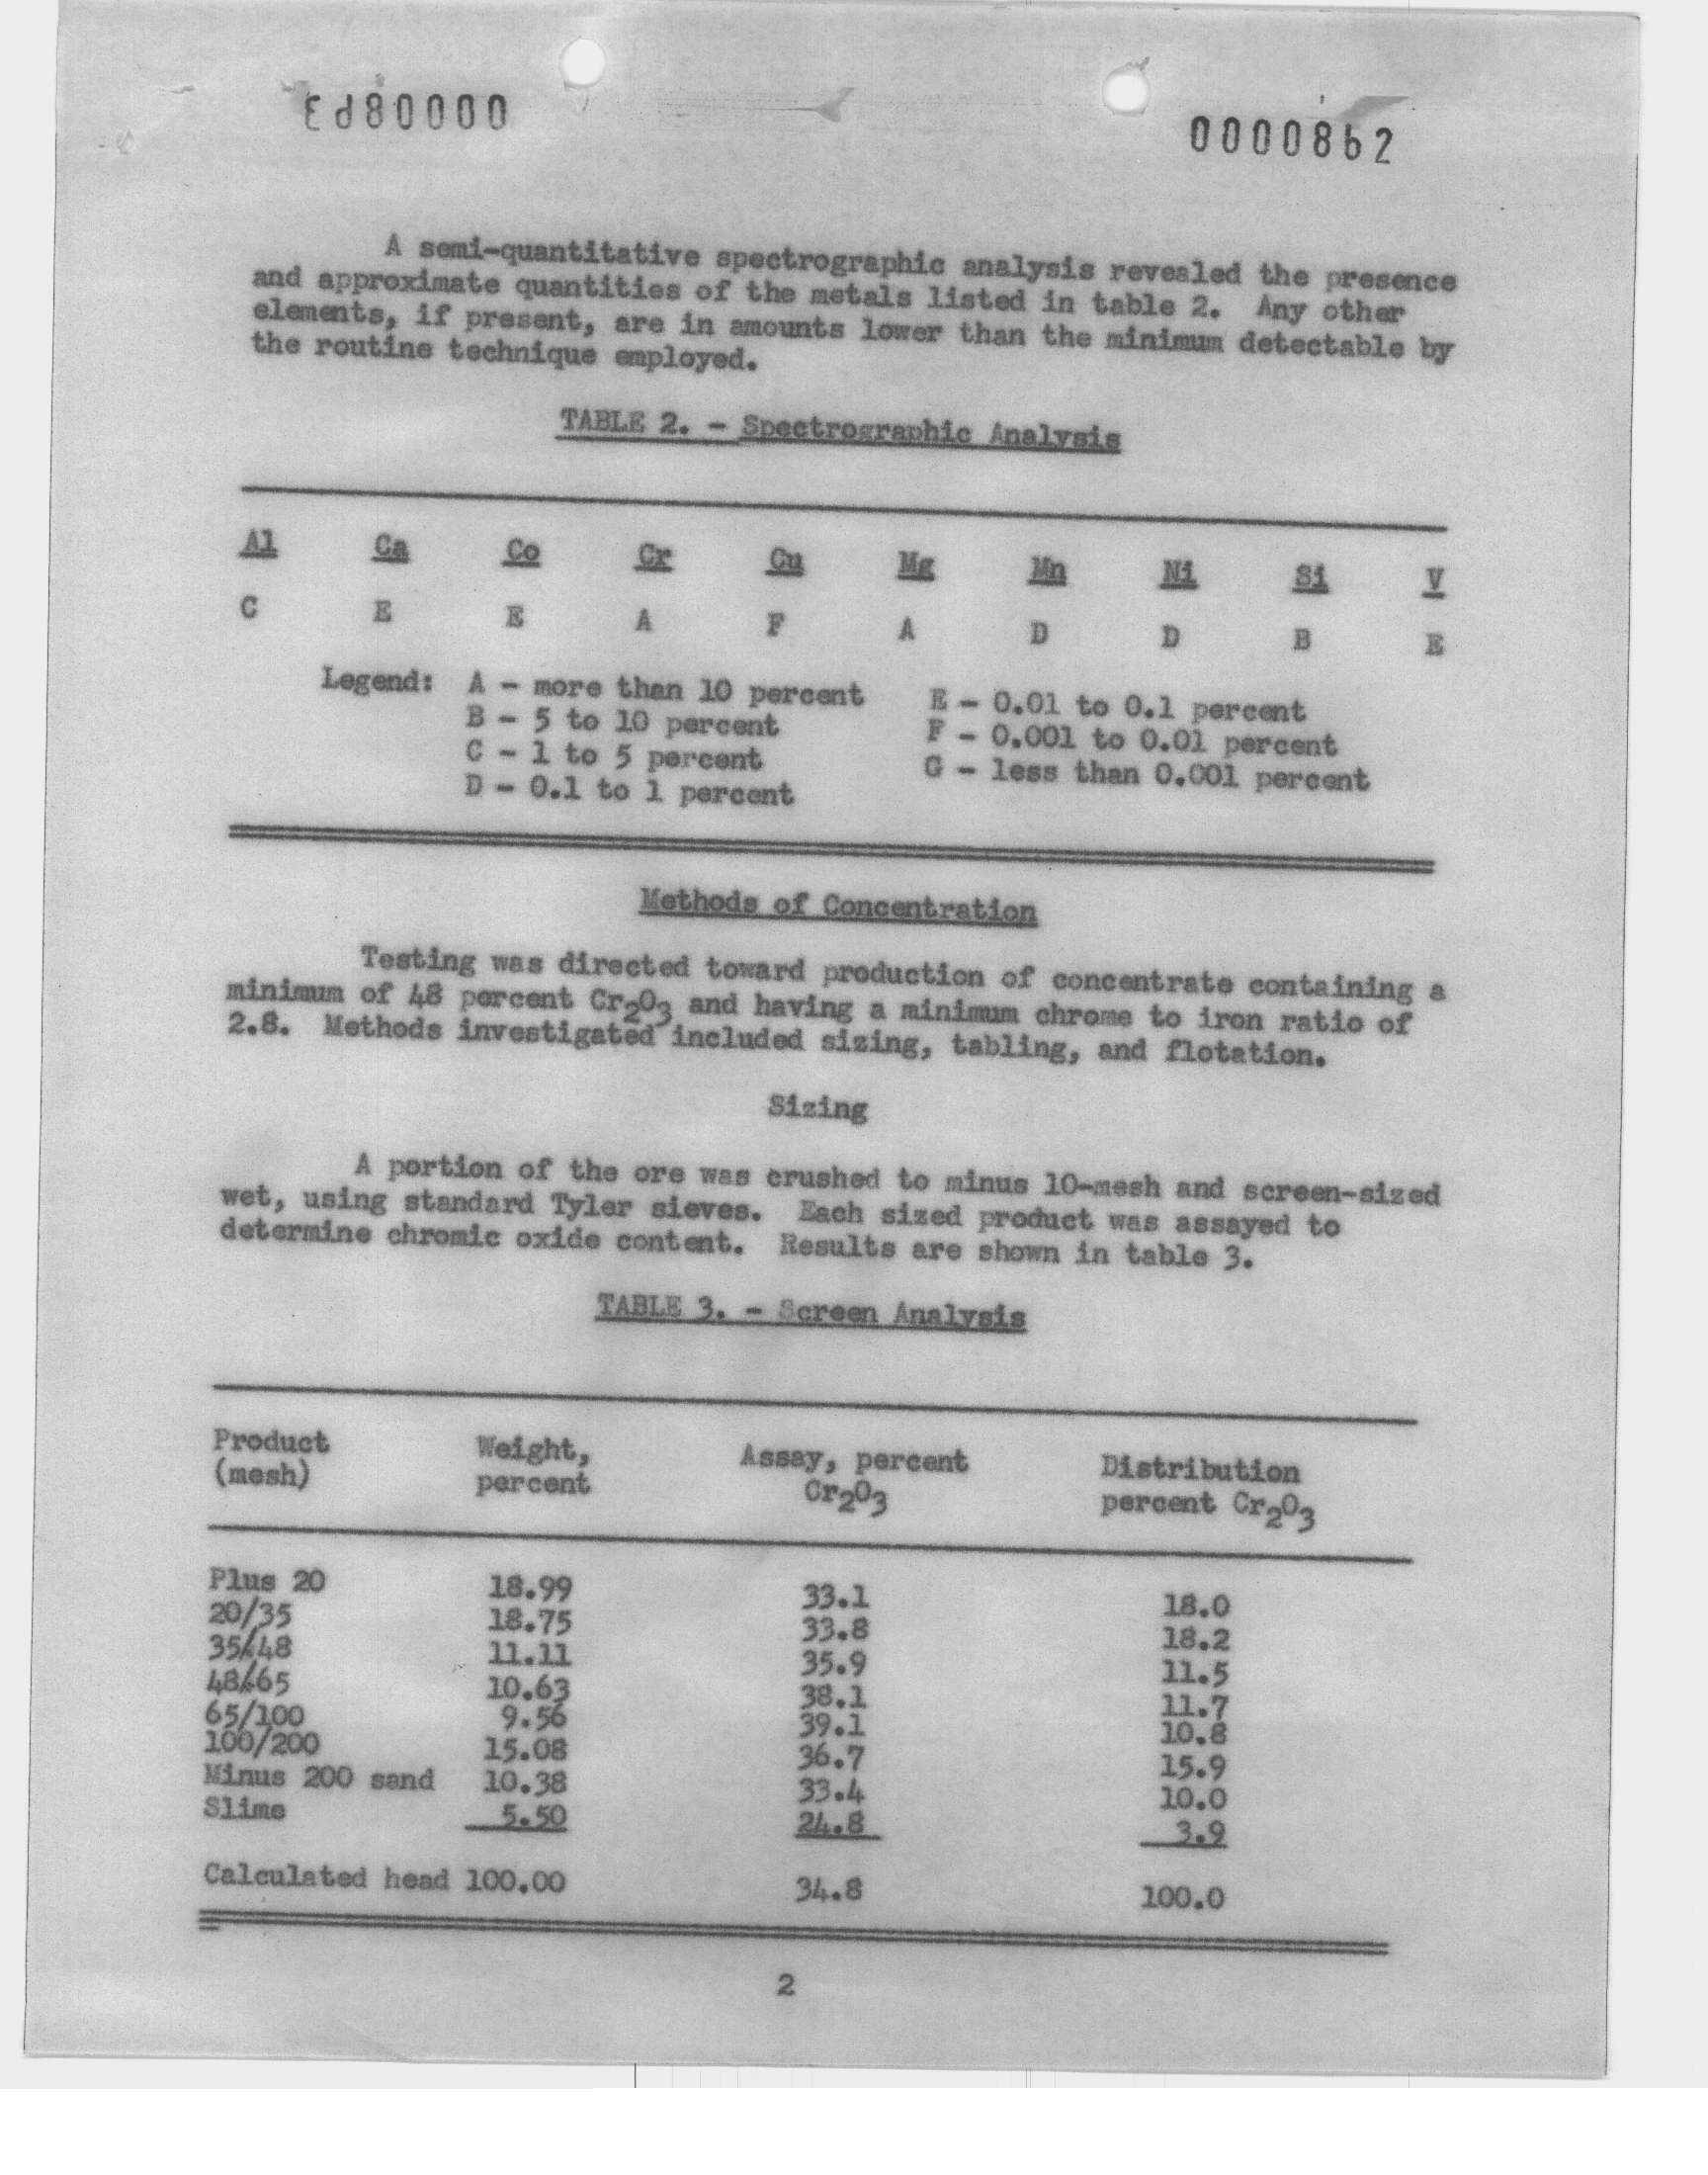 0000862
A semi-quantitative spectrographic analysis revealed the presence
and approximate quantities of the metals listed in table 2. Any other
elements, if present, are in amounts lower than the minimum detectable by
the routine technique employed.
TABLE 2. - Spectrographic Analysis
Al Ca Co Cr Cu Mg Mn Ni Si V
C E E A F A D D B E
Legend: A - more than 10 percent E - 0.01 to 0.1 percent
B - 5 to 10 percent F - 0.001 to 0.01 percent
C - 1 to 5 percent G - less than 0.001 percent
D - 0.1 to 1 percent
Methods of Concentration
Testing was directed toward production of concentrate containing a
minimum of 48 percent Cr2O3 and having a minimum chrome to iron ratio of
2.8. Methods investigated included sizing, tabling, and flotation.
Sizing
A portion of the ore was crushed to minus 10-mesh and screen-sized
wet, using standard Tyler sieves. Each sized product was assayed to
determine chromic oxide content. Results are shown in table 3.
TABLE 3. - Screen Analysis
Product Weight, Assay, percent Distribution
(mesh) percent Cr2O3 percent Cr2O3
Plus 20 18.99 33.1 18.0
20/35 18.75 33.8 18.2
35/48 11.11 35.9 11.5
48/65 10.63 38.1 11.7
65/100 9.56 39.1 10.8
100/200 15.08 36.7 15.9
Minus 200 sand 10.38 33.4 10.0
Slime 5.50 24.8 3.9
Calculated head 100.00 34.8 100.0
2